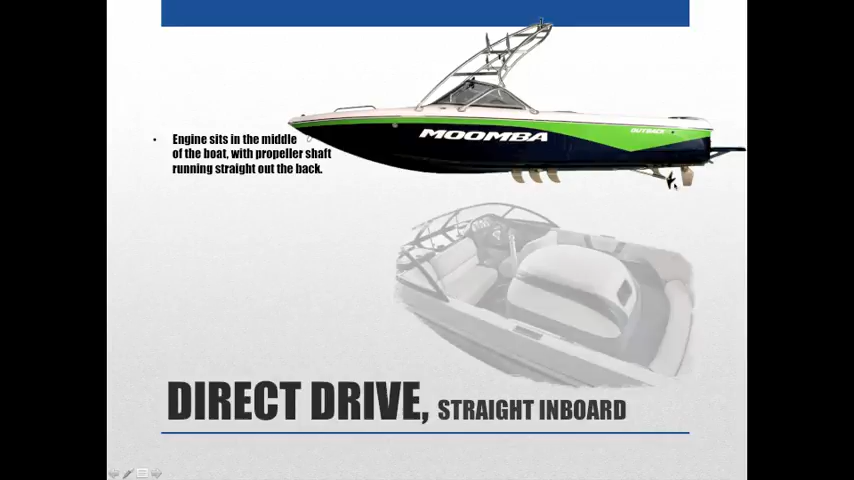 MOOMBA
OUTBACK
• Engine sits in the middle
of the boat, with propeller shaft
running straight out the back.
DIRECT DRIVE, STRAIGHT INBOARD